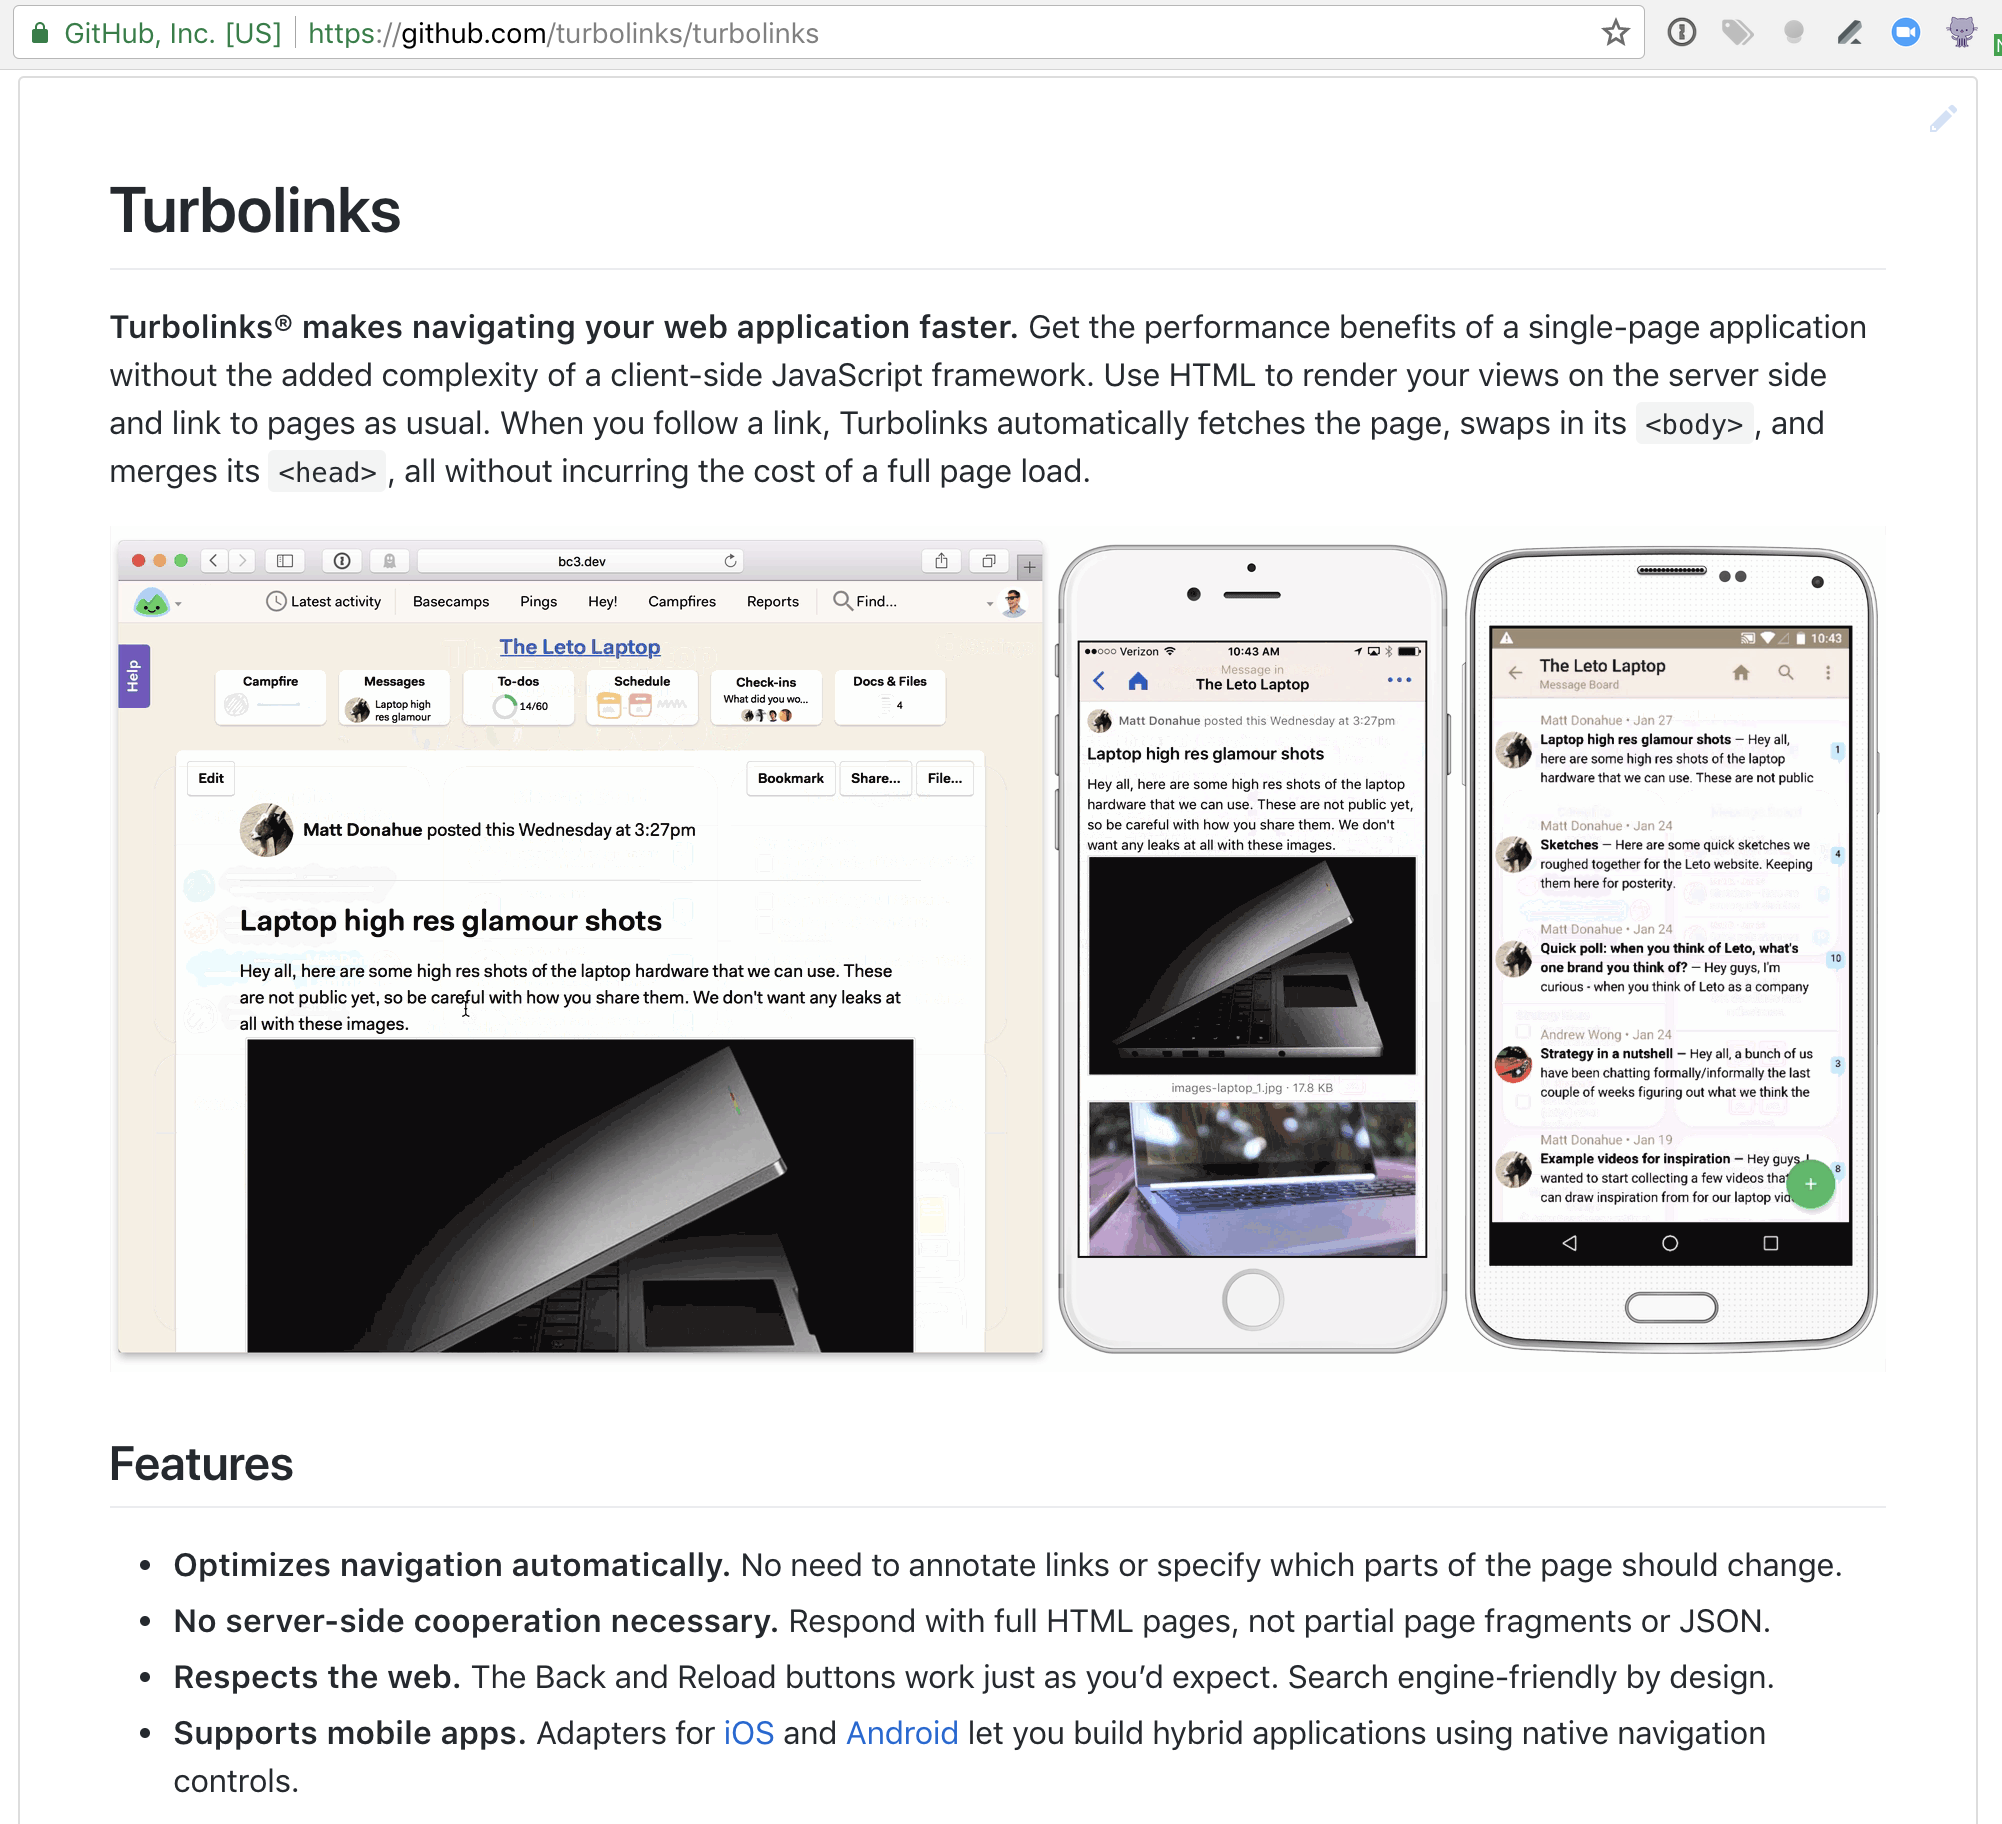 GitHub, Inc. [US] https://github.com/turbolinks/turbolinks
Turbolinks
Turbolinks® makes navigating your web application faster. Get the performance benefits of a single-page application
without the added complexity of a client-side JavaScript framework. Use HTML to render your views on the server side
and link to pages as usual. When you follow a link, Turbolinks automatically fetches the page, swaps in its <body>, and
merges its <head>, all without incurring the cost of a full page load.
bc3.dev
Latest activity Basecamps Pings Hey! Campfires Reports Find...
Help
The Leto Laptop
Campfire
Messages
Laptop high
res glamour
To-dos
14/60
Schedule
Check-ins
What did you wo...
Docs & Files
4
Edit Bookmark Share... File...
Matt Donahue posted this Wednesday at 3:27pm
Laptop high res glamour shots
Hey all, here are some high res shots of the laptop hardware that we can use. These
are not public yet, so be careful with how you share them. We don't want any leaks at
all with these images.
Verizon 10:43 AM
Message in
The Leto Laptop
Matt Donahue posted this Wednesday at 3:27pm
Laptop high res glamour shots
Hey all, here are some high res shots of the laptop
hardware that we can use. These are not public yet,
so be careful with how you share them. We don't
want any leaks at all with these images.
images-laptop_1.jpg · 17.8 KB
10:43
The Leto Laptop
Message Board
Matt Donahue • Jan 27
Laptop high res glamour shots – Hey all,
here are some high res shots of the laptop
hardware that we can use. These are not public
1
Matt Donahue • Jan 24
Sketches – Here are some quick sketches we
roughed together for the Leto website. Keeping
them here for posterity.
4
Matt Donahue • Jan 24
Quick poll: when you think of Leto, what's
one brand you think of? – Hey guys, I'm
curious - when you think of Leto as a company
10
Andrew Wong • Jan 24
Strategy in a nutshell – Hey all, a bunch of us
have been chatting formally/informally the last
couple of weeks figuring out what we think the
3
Matt Donahue • Jan 19
Example videos for inspiration – Hey guys, I
wanted to start collecting a few videos tha
can draw inspiration from for our laptop vid
8
Features
• Optimizes navigation automatically. No need to annotate links or specify which parts of the page should change.
• No server-side cooperation necessary. Respond with full HTML pages, not partial page fragments or JSON.
• Respects the web. The Back and Reload buttons work just as you’d expect. Search engine-friendly by design.
• Supports mobile apps. Adapters for iOS and Android let you build hybrid applications using native navigation
controls.